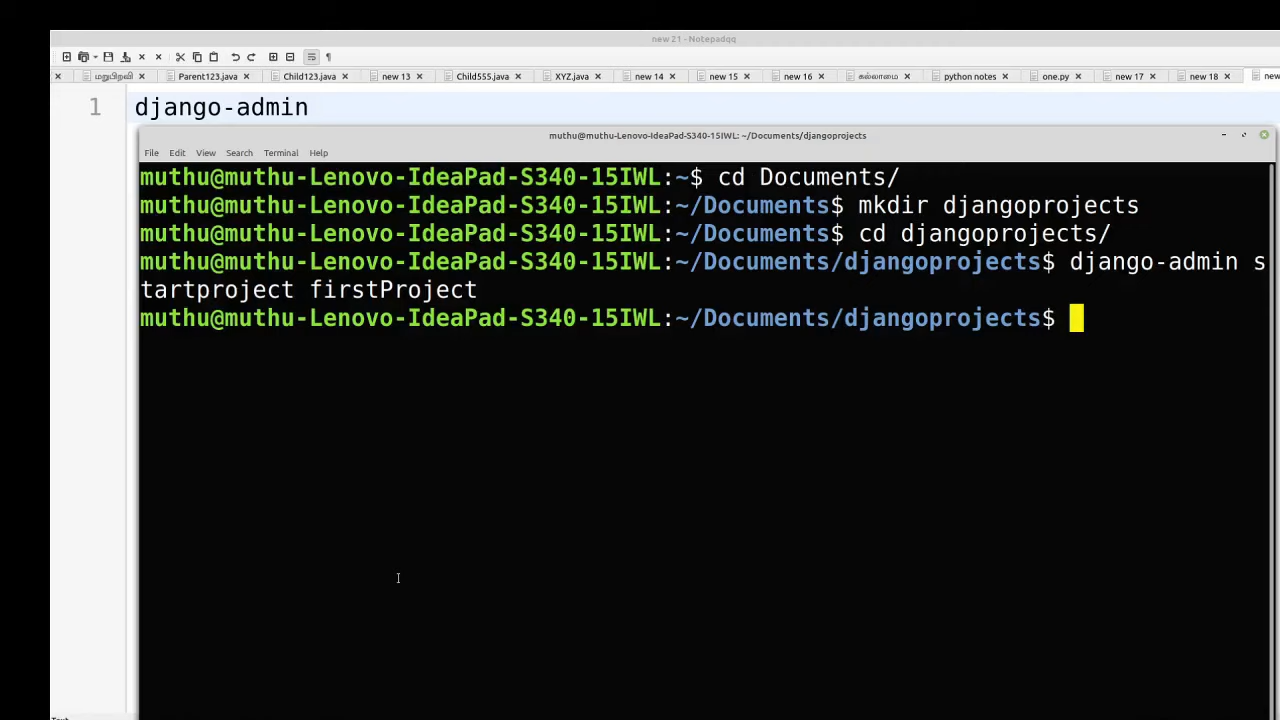 new 21 - Notepadqq
மறுபிறவி Parent123.java Child123.java new 13 Child555.java XYZ.java new 14 new 15 new 16 கல்லாமை python notes one.py new 17 new 18 new
1 django-admin
muthu@muthu-Lenovo-IdeaPad-S340-15IWL: ~/Documents/djangoprojects
File Edit View Search Terminal Help
muthu@muthu-Lenovo-IdeaPad-S340-15IWL:~$ cd Documents/
muthu@muthu-Lenovo-IdeaPad-S340-15IWL:~/Documents$ mkdir djangoprojects
muthu@muthu-Lenovo-IdeaPad-S340-15IWL:~/Documents$ cd djangoprojects/
muthu@muthu-Lenovo-IdeaPad-S340-15IWL:~/Documents/djangoprojects$ django-admin s
tartproject firstProject
muthu@muthu-Lenovo-IdeaPad-S340-15IWL:~/Documents/djangoprojects$